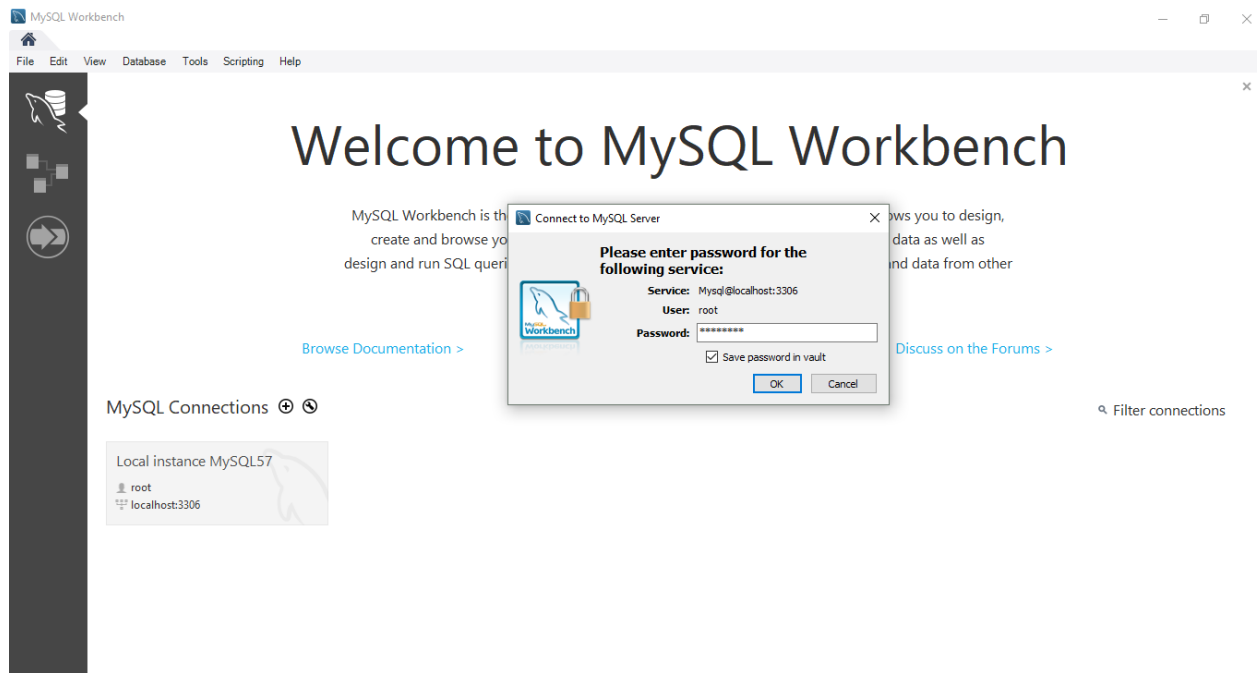 MySQL Workbench
File Edit View Database Tools Scripting Help
Welcome to MySQL Workbench
MySQL Workbench is th
ows you to design,
create and browse yo
data as well as
design and run SQL queri
and data from other
Connect to MySQL Server
Please enter password for the
following service:
Service: Mysql@localhost:3306
User: root
Password: ********
Save password in vault
OK Cancel
MySQL
Workbench
Browse Documentation >
Discuss on the Forums >
MySQL Connections
Filter connections
Local instance MySQL57
root
localhost:3306